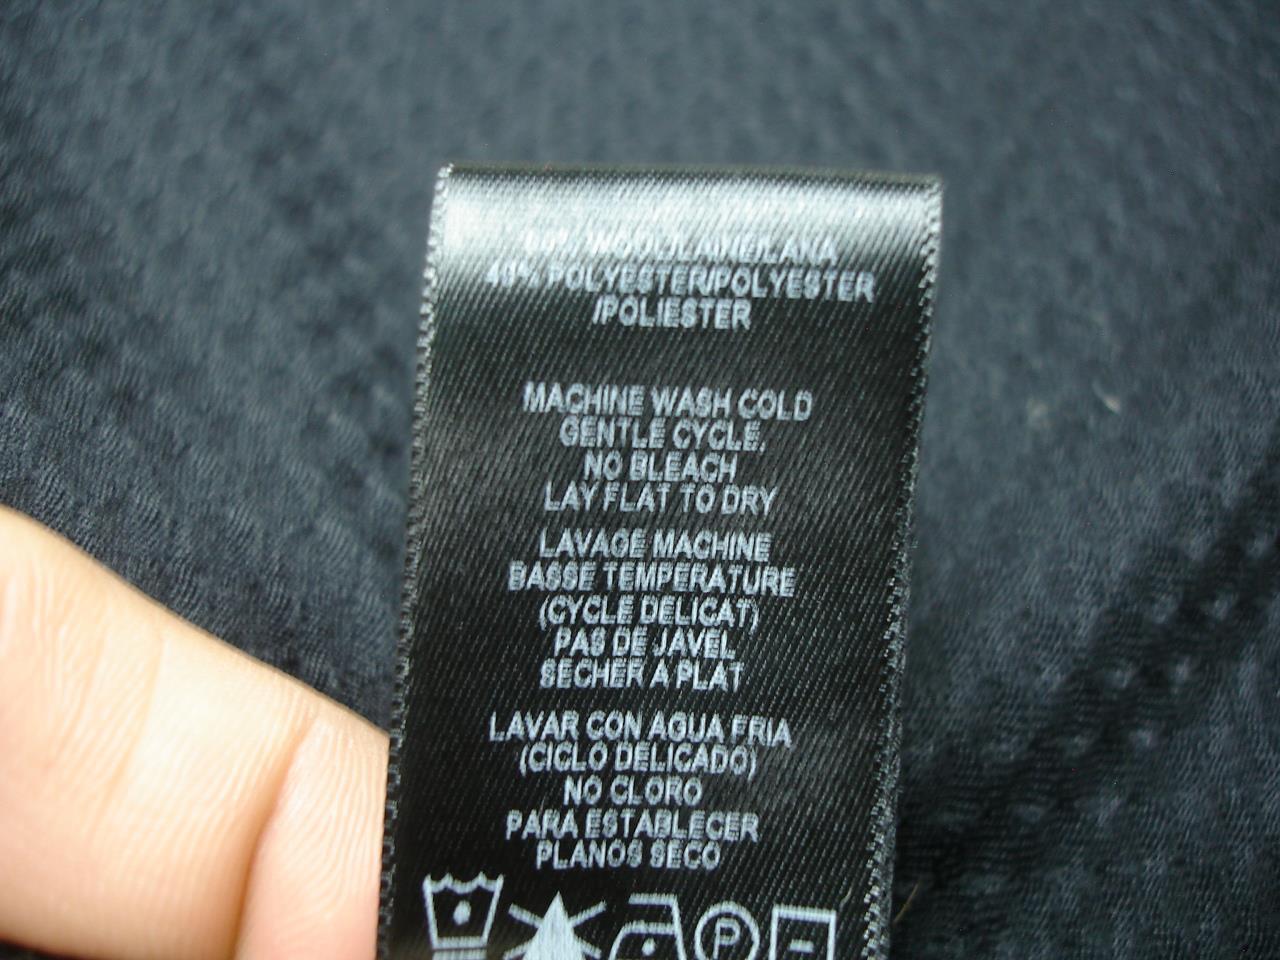 60% WOOL/LAINE/LANA
40% POLYESTER/POLYESTER
/POLIESTER
MACHINE WASH COLD
GENTLE CYCLE.
NO BLEACH
LAY FLAT TO DRY
LAVAGE MACHINE
BASSE TEMPERATURE
(CYCLE DELICAT)
PAS DE JAVEL
SECHER A PLAT
LAVAR CON AGUA FRIA
(CICLO DELICADO)
NO CLORO
PARA ESTABLECER
PLANOS SECO
P